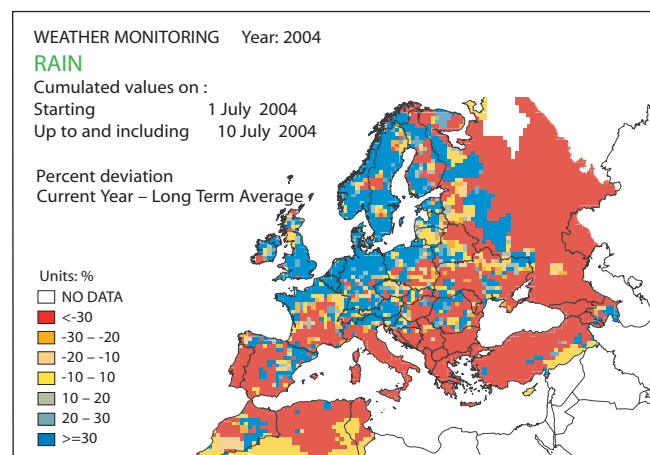 WEATHER MONITORING Year: 2004
RAIN
Cumulated values on :
Starting 1 July 2004
Up to and including 10 July 2004
Percent deviation
Current Year – Long Term Average
Units: %
NO DATA
<-30
-30 – -20
-20 – -10
-10 – 10
10 – 20
20 – 30
>=30